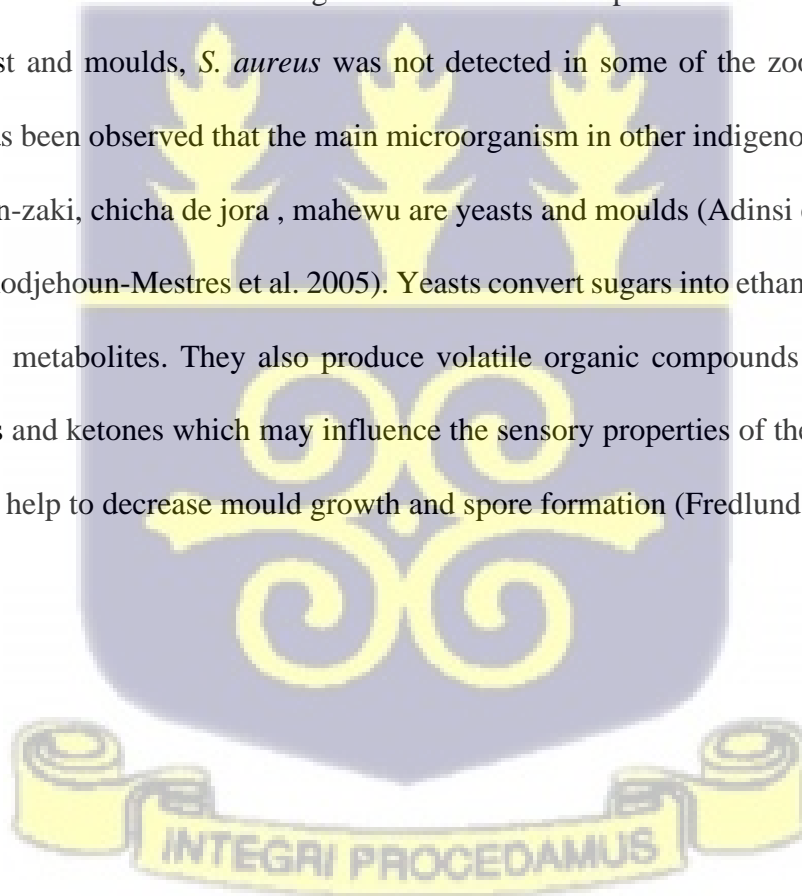 st and moulds, S. aureus was not detected in some of the zoo
s been observed that the main microorganism in other indigeno
n-zaki, chicha de jora , mahewu are yeasts and moulds (Adinsi
odjehoun-Mestres et al. 2005). Yeasts convert sugars into ethan
metabolites. They also produce volatile organic compounds
s and ketones which may influence the sensory properties of the
help to decrease mould growth and spore formation (Fredlund
INTEGRI PROCEDAMUS